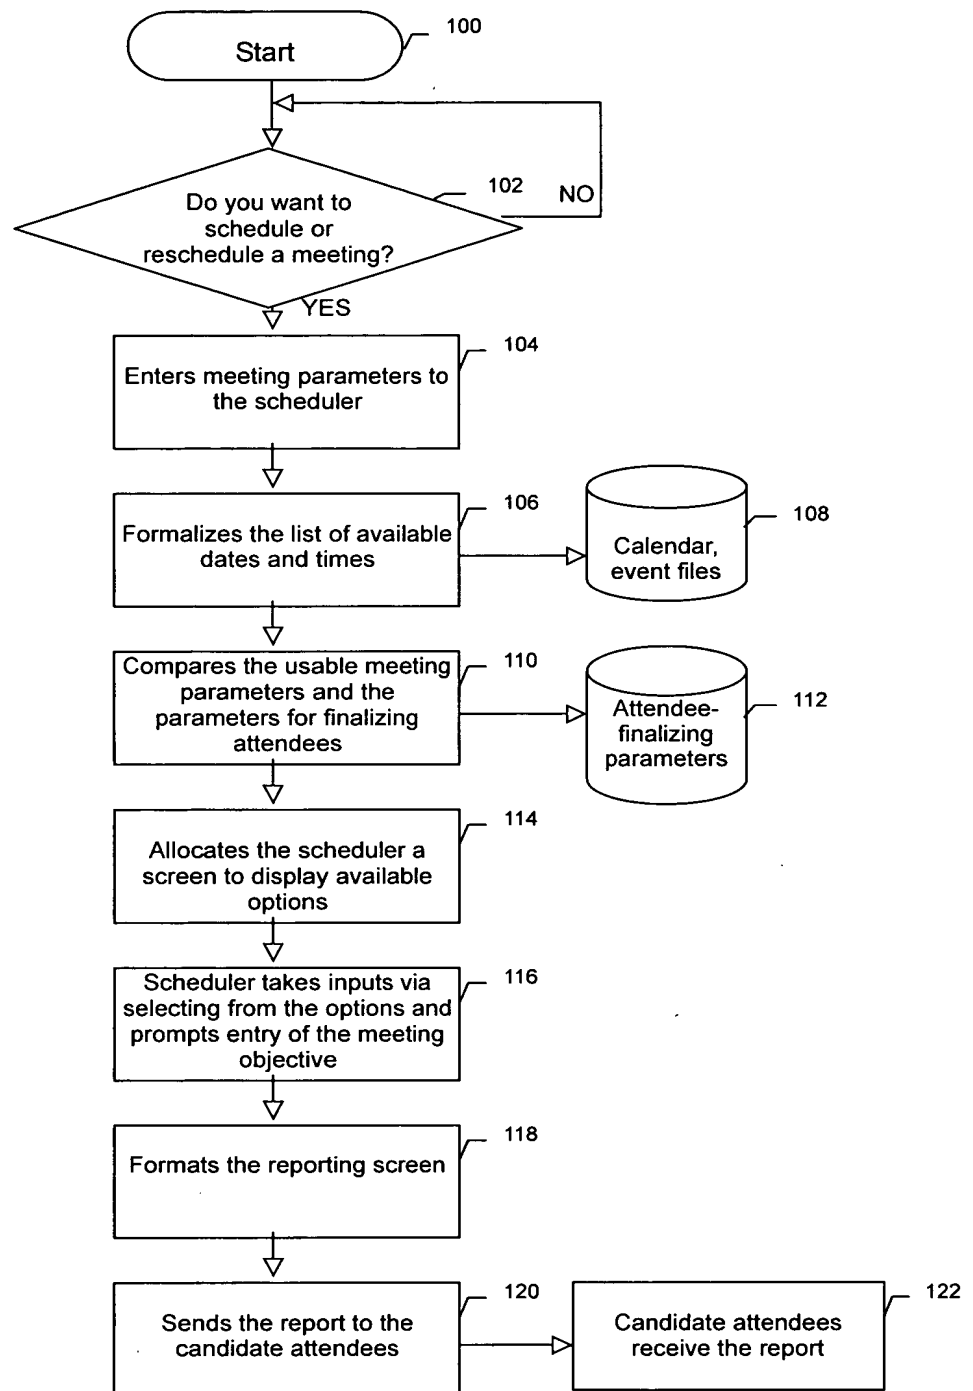 100
Start
102
NO
Do you want to
schedule or
reschedule a meeting?
YES
104
Enters meeting parameters to
the scheduler
106
Formalizes the list of available
dates and times
108
Calendar,
event files
110
Compares the usable meeting
parameters and the
parameters for finalizing
attendees
112
Attendee-
finalizing
parameters
114
Allocates the scheduler a
screen to display available
options
116
Scheduler takes inputs via
selecting from the options and
prompts entry of the meeting
objective
118
Formats the reporting screen
120
Sends the report to the
candidate attendees
122
Candidate attendees
receive the report